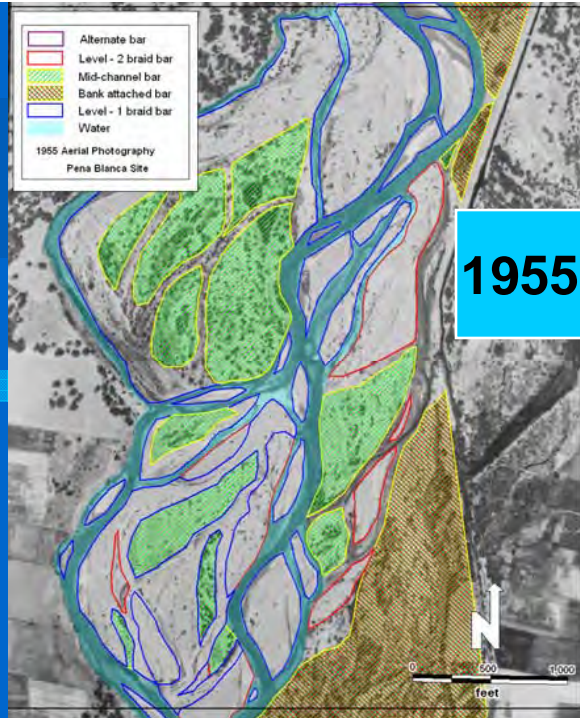 Alternate bar
Level - 2 braid bar
Mid-channel bar
Bank attached bar
Level - 1 braid bar
Water
1955 Aerial Photography
Pena Blanca Site
1955
N
0 500 1,000
feet